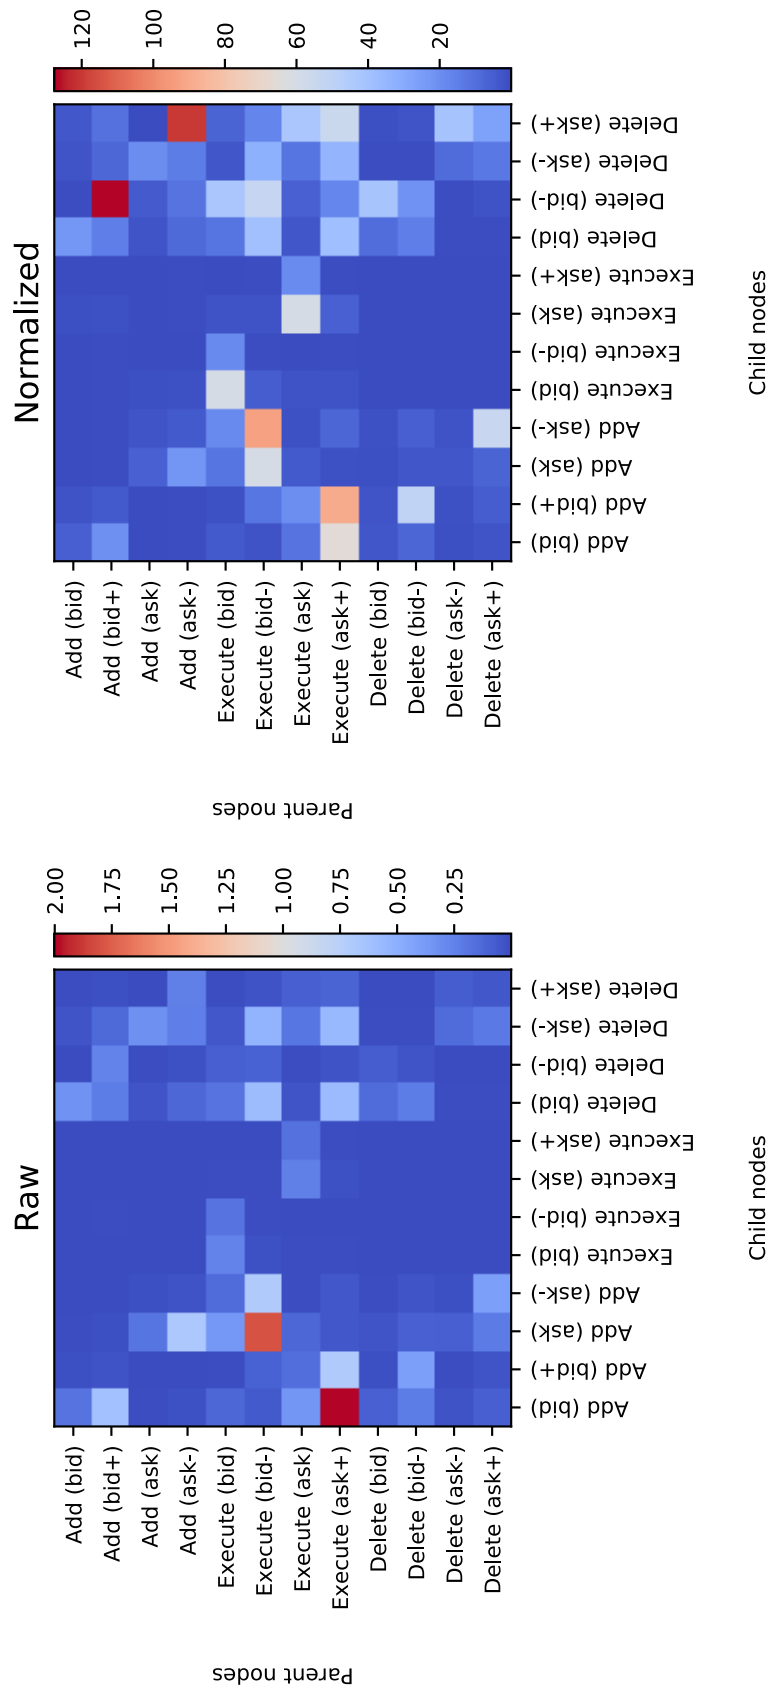 Raw
Parent nodes
Add (bid)
Add (bid+)
Add (ask)
Add (ask-)
Execute (bid)
Execute (bid-)
Execute (ask)
Execute (ask+)
Delete (bid)
Delete (bid-)
Delete (ask-)
Delete (ask+)
Add (bid)
Add (bid+)
Add (ask)
Add (ask-)
Execute (bid)
Execute (bid-)
Execute (ask)
Execute (ask+)
Delete (bid)
Delete (bid-)
Delete (ask-)
Delete (ask+)
Child nodes
2.00
1.75
1.50
1.25
1.00
0.75
0.50
0.25
Normalized
Parent nodes
Add (bid)
Add (bid+)
Add (ask)
Add (ask-)
Execute (bid)
Execute (bid-)
Execute (ask)
Execute (ask+)
Delete (bid)
Delete (bid-)
Delete (ask-)
Delete (ask+)
Add (bid)
Add (bid+)
Add (ask)
Add (ask-)
Execute (bid)
Execute (bid-)
Execute (ask)
Execute (ask+)
Delete (bid)
Delete (bid-)
Delete (ask-)
Delete (ask+)
Child nodes
120
100
80
60
40
20